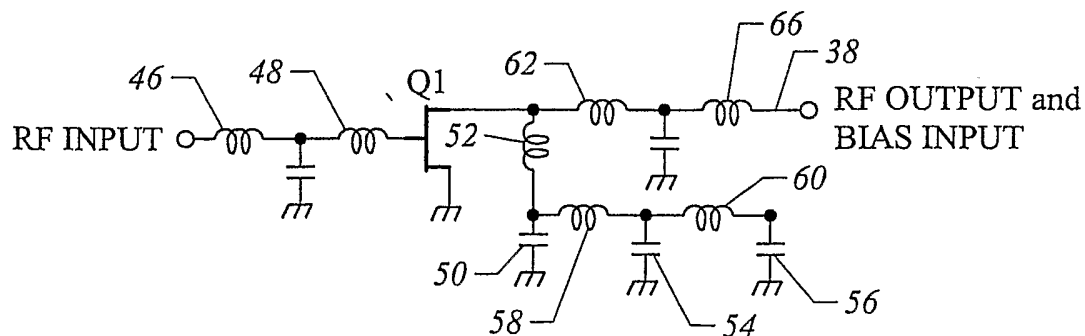 66
62
38
46
48
Q1
RF INPUT
RF OUTPUT and
BIAS INPUT
52
60
50
58
54
56